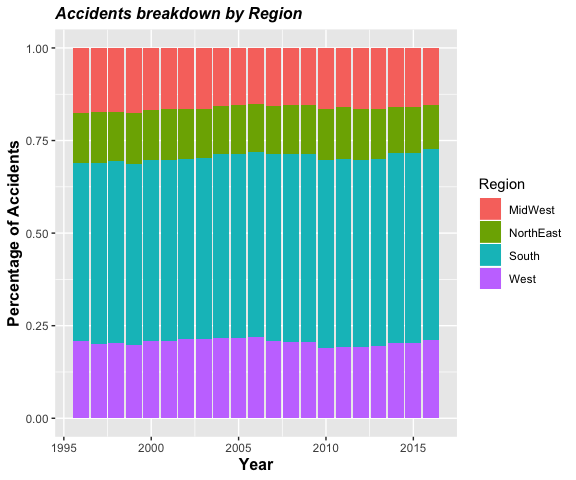 Accidents breakdown by Region
1.00
0.75
0.50
0.25
0.00
Percentage of Accidents
1995 2000 2005 2010 2015
Year
Region
MidWest
NorthEast
South
West